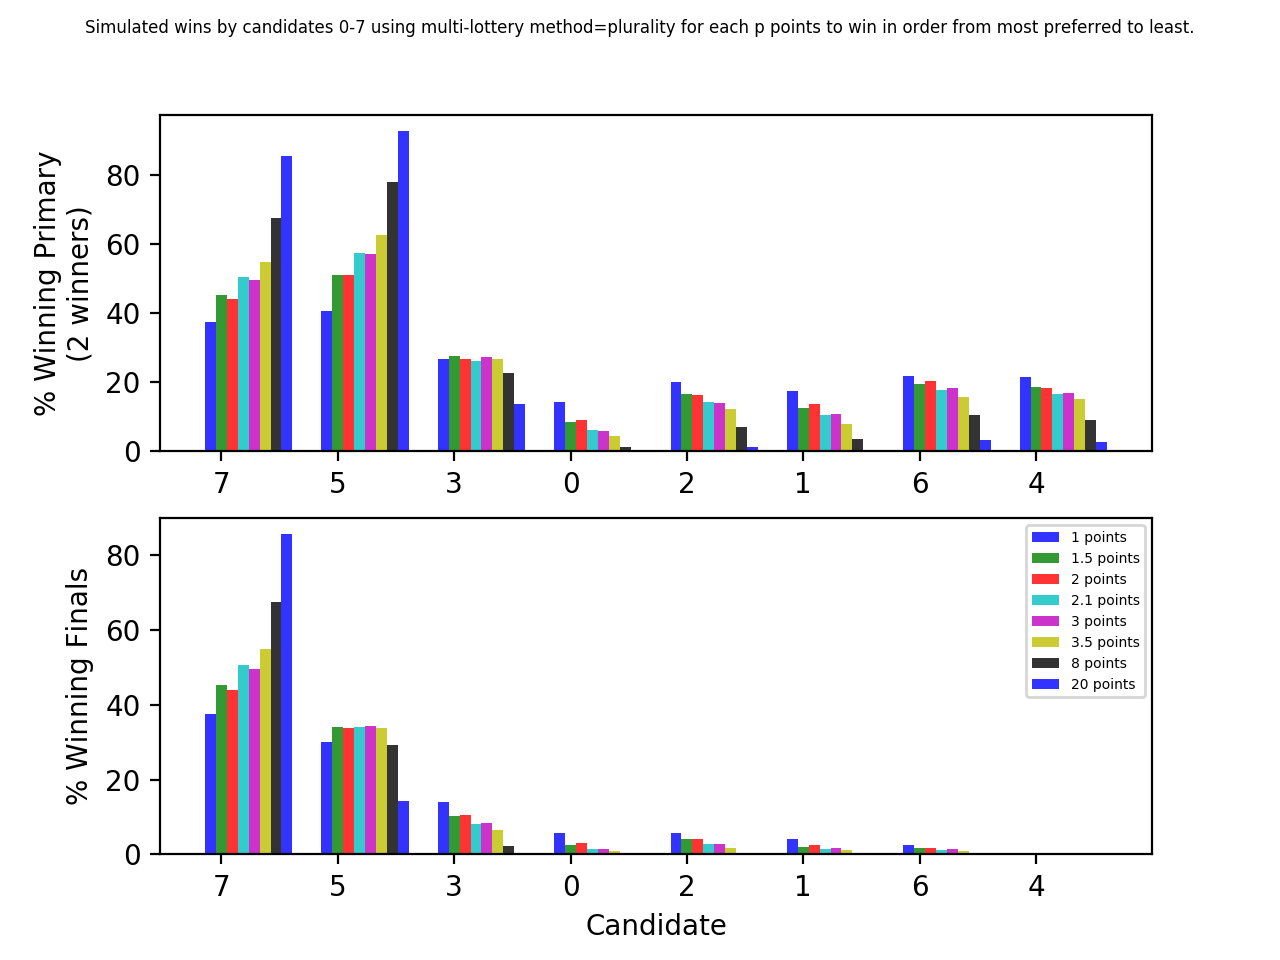 Simulated wins by candidates 0-7 using multi-lottery method=plurality for each p points to win in order from most preferred to least.
% Winning Primary
(2 winners)
80
60
40
20
0
7 5 3 0 2 1 6 4
% Winning Finals
80
60
40
20
0
1 points
1.5 points
2 points
2.1 points
3 points
3.5 points
8 points
20 points
7 5 3 0 2 1 6 4
Candidate